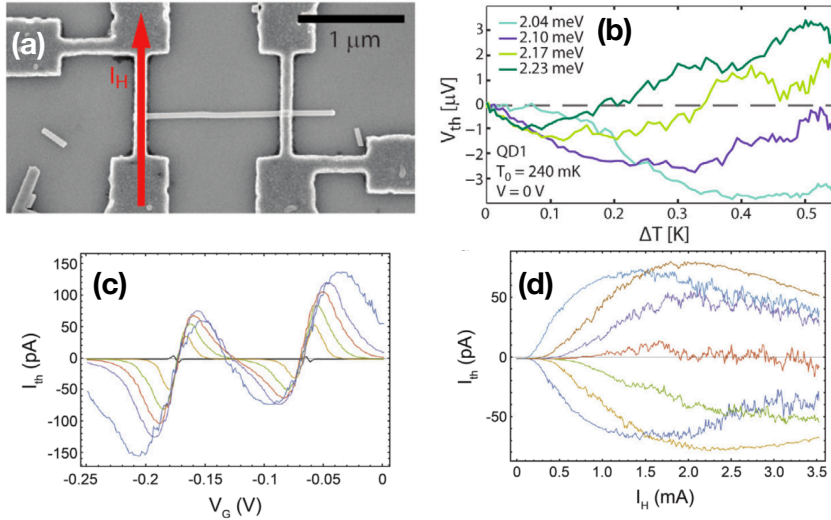 (a)
I_H
1 μm
(b)
2.04 meV
2.10 meV
2.17 meV
2.23 meV
V_th [μV]
3
2
1
0
-1
-2
-3
QD1
T_0 = 240 mK
V = 0 V
0 0.1 0.2 0.3 0.4 0.5
ΔT [K]
(c)
I_th (pA)
150
100
50
0
-50
-100
-150
-0.25 -0.20 -0.15 -0.10 -0.05 0
V_G (V)
(d)
I_th (pA)
50
0
-50
0 0.5 1.0 1.5 2.0 2.5 3.0 3.5
I_H (mA)